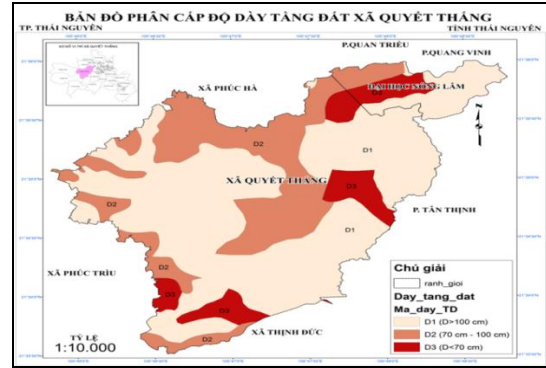 BẢN ĐỒ PHÂN CẤP ĐỘ DÀY TẦNG ĐẤT XÃ QUYẾT THẮNG
TP. THÁI NGUYÊN
TỈNH THÁI NGUYÊN
P.QUAN TRIỀU
P.QUANG VINH
XÃ PHÚC HÀ
ĐẠI HỌC NÔNG LÂM
D3
D2
D1
XÃ QUYẾT THẮNG
D3
D2
P. TÂN THỊNH
D1
XÃ PHÚC TRÌU
D2
D3
D3
XÃ THỊNH ĐỨC
D2
TỶ LỆ
1:10.000
Chú giải
ranh_gioi
Day_tang_dat
Ma_day_TD
D1 (D>100 cm)
D2 (70 cm - 100 cm)
D3 (D<70 cm)